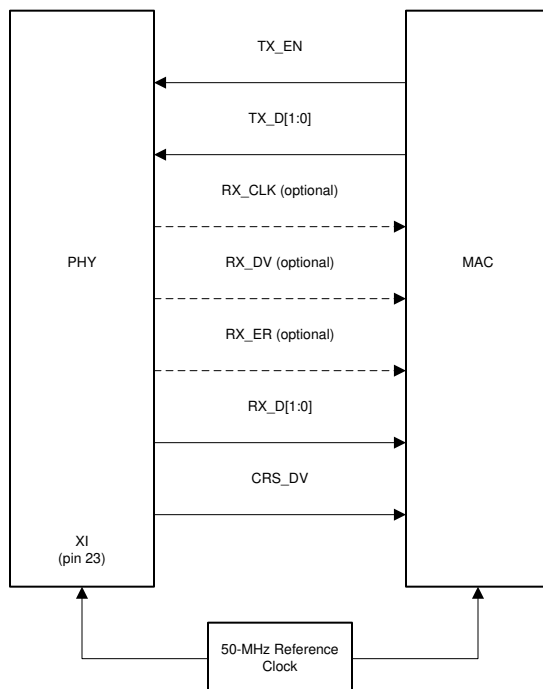 TX_EN
TX_D[1:0]
RX_CLK (optional)
PHY
RX_DV (optional)
MAC
RX_ER (optional)
RX_D[1:0]
CRS_DV
XI
(pin 23)
50-MHz Reference
Clock